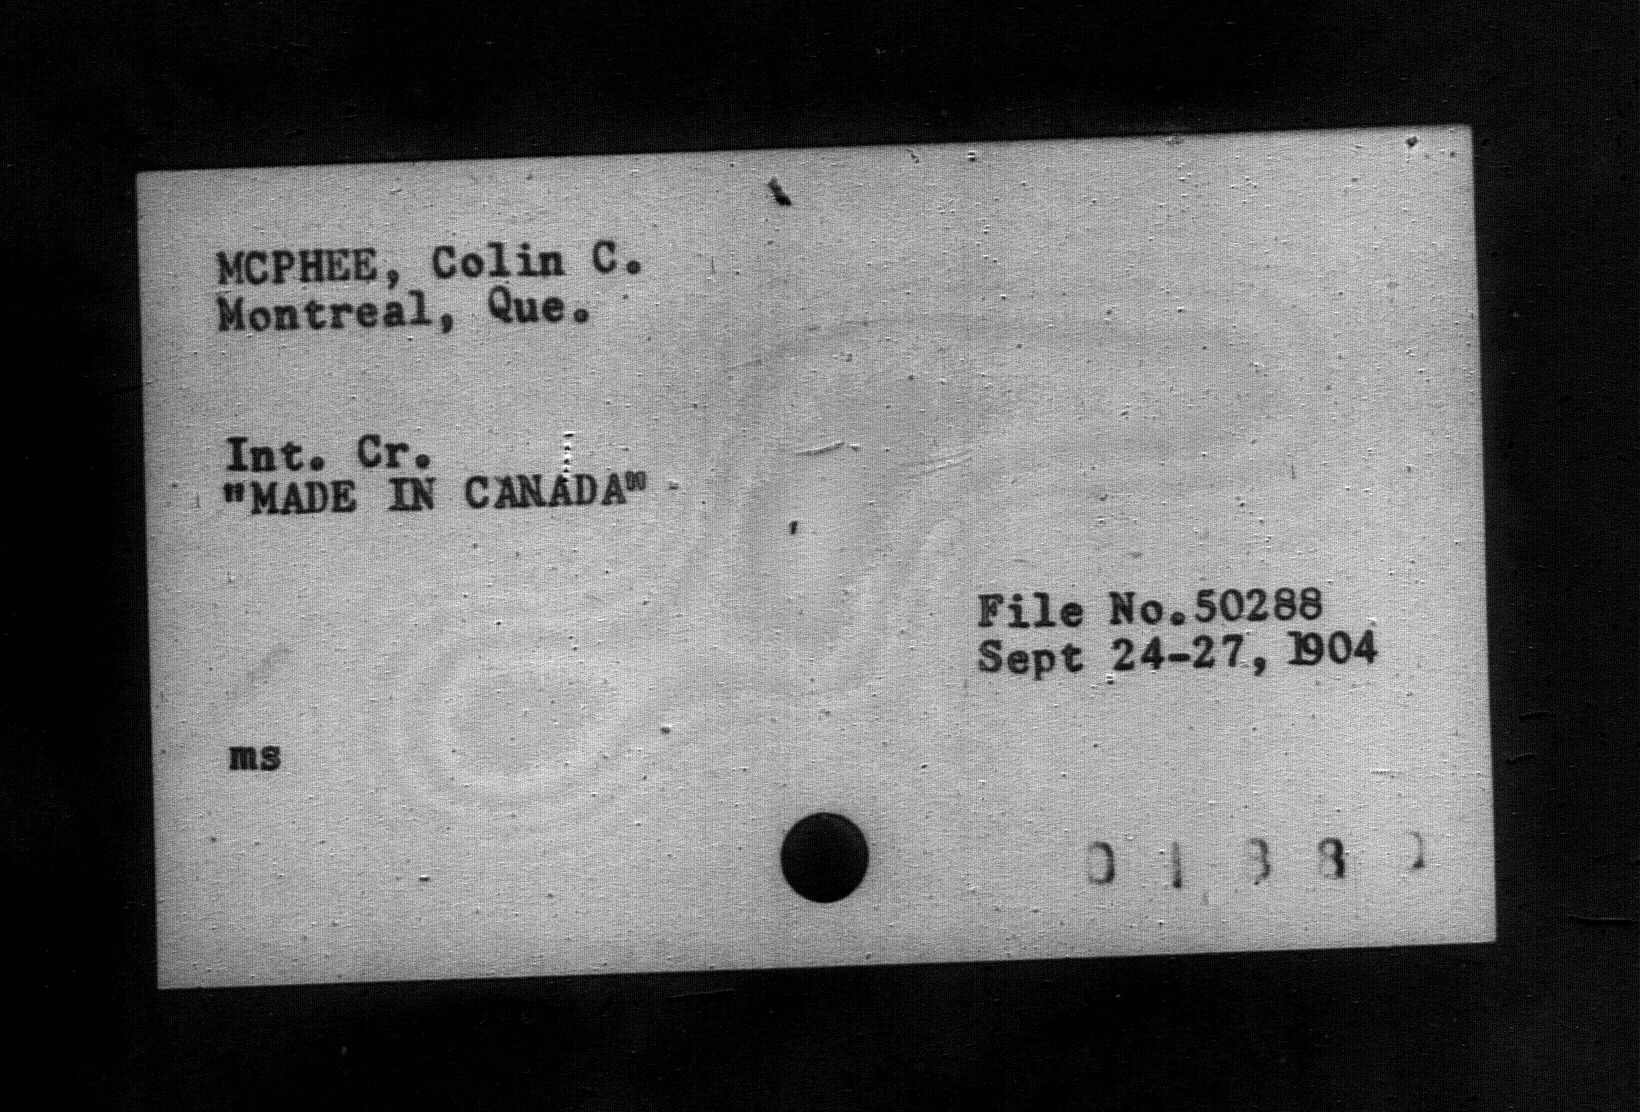 MCPHEE, Colin C.
Montreal, Que.
Int. Cr.
"MADE IN CANADA"
File No.50288
Sept 24-27, 1904
ms